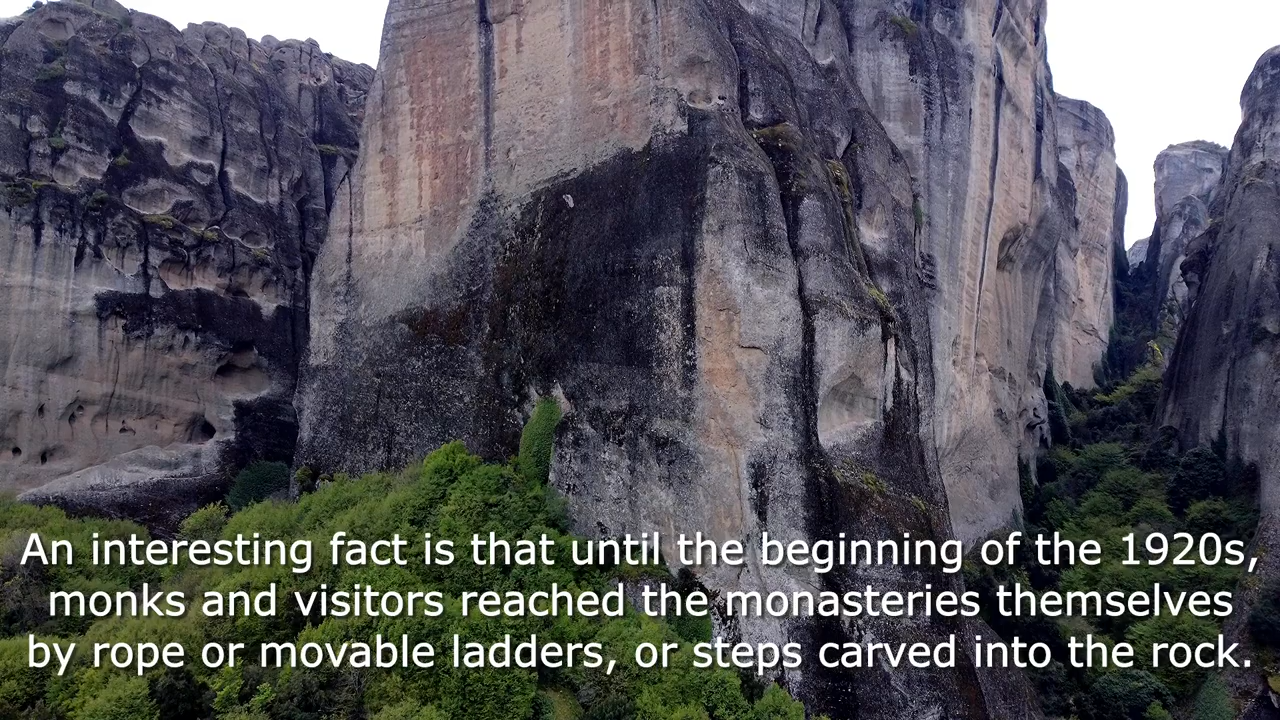 An interesting fact is that until the beginning of the 1920s,
monks and visitors reached the monasteries themselves
by rope or movable ladders, or steps carved into the rock.